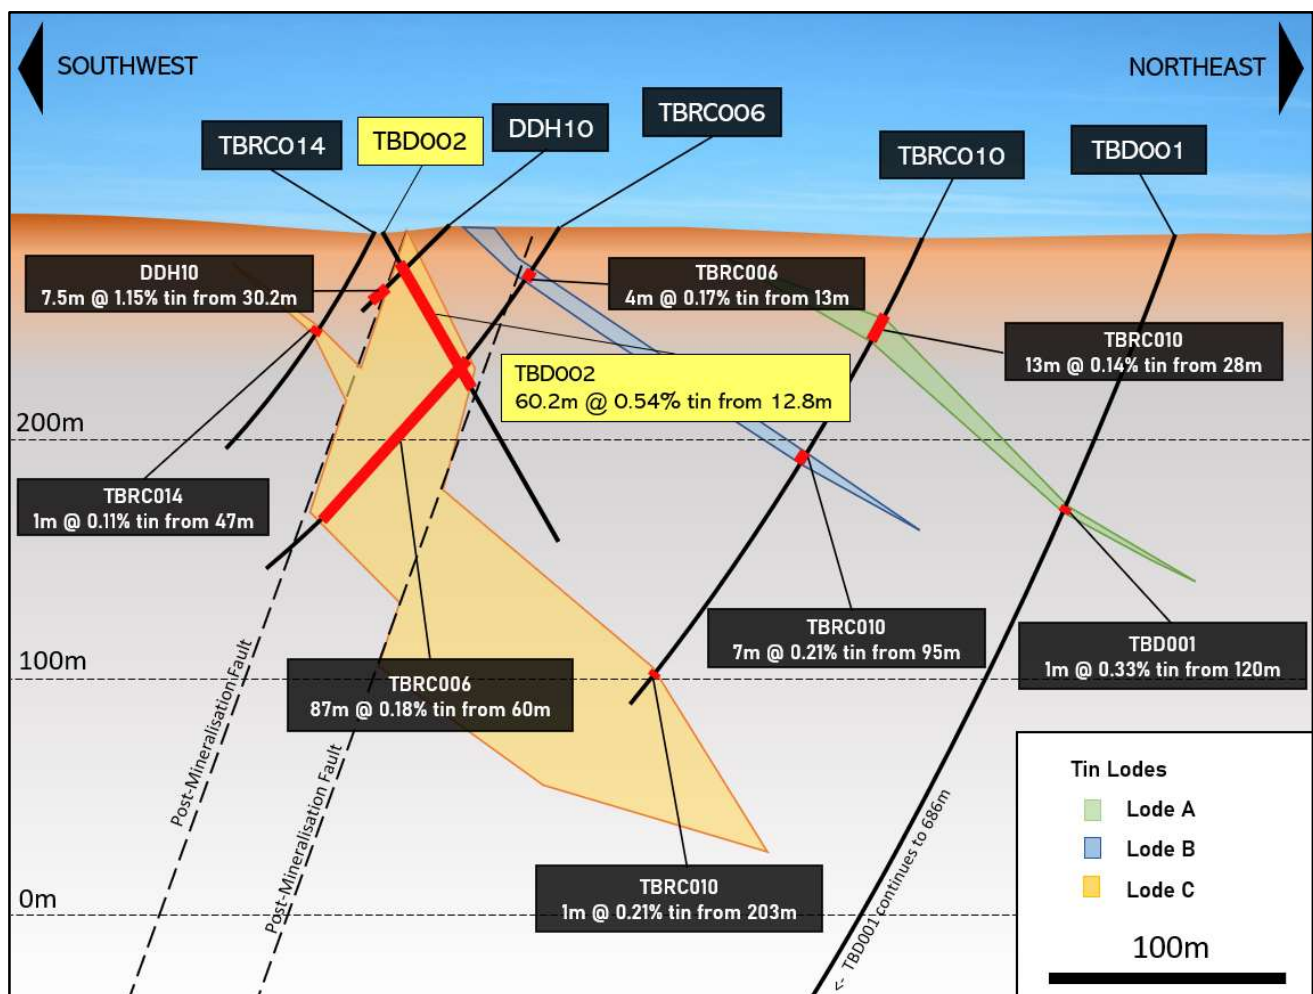 SOUTHWEST
NORTHEAST
TBRC014
TBD002
DDH10
TBRC006
TBRC010
TBD001
DDH10
7.5m @ 1.15% tin from 30.2m
TBRC006
4m @ 0.17% tin from 13m
TBRC010
13m @ 0.14% tin from 28m
TBD002
60.2m @ 0.54% tin from 12.8m
200m
TBRC014
1m @ 0.11% tin from 47m
TBRC010
7m @ 0.21% tin from 95m
TBD001
1m @ 0.33% tin from 120m
100m
TBRC006
87m @ 0.18% tin from 60m
Post-Mineralisation Fault
Post-Mineralisation Fault
TBRC010
1m @ 0.21% tin from 203m
0m
<- TBD001 continues to 686m
Tin Lodes
Lode A
Lode B
Lode C
100m